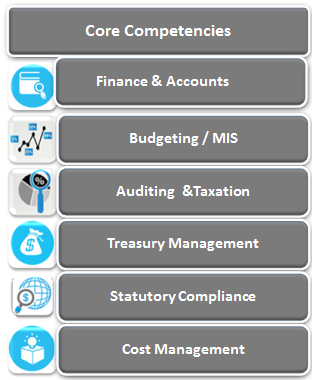 Core Competencies
Finance & Accounts
Budgeting / MIS
Auditing &Taxation
Treasury Management
Statutory Compliance
Cost Management